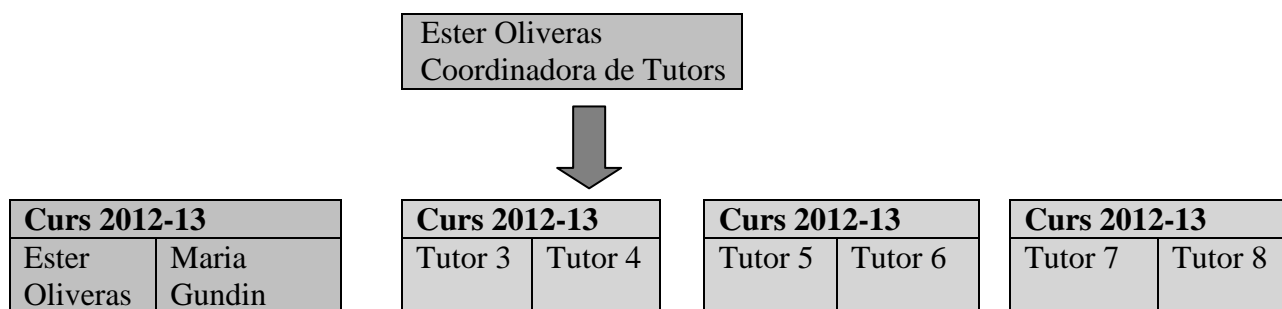 Ester Oliveras
Coordinadora de Tutors
Curs 2012-13
Ester Oliveras
Maria Gundin
Curs 2012-13
Tutor 3
Tutor 4
Curs 2012-13
Tutor 5
Tutor 6
Curs 2012-13
Tutor 7
Tutor 8